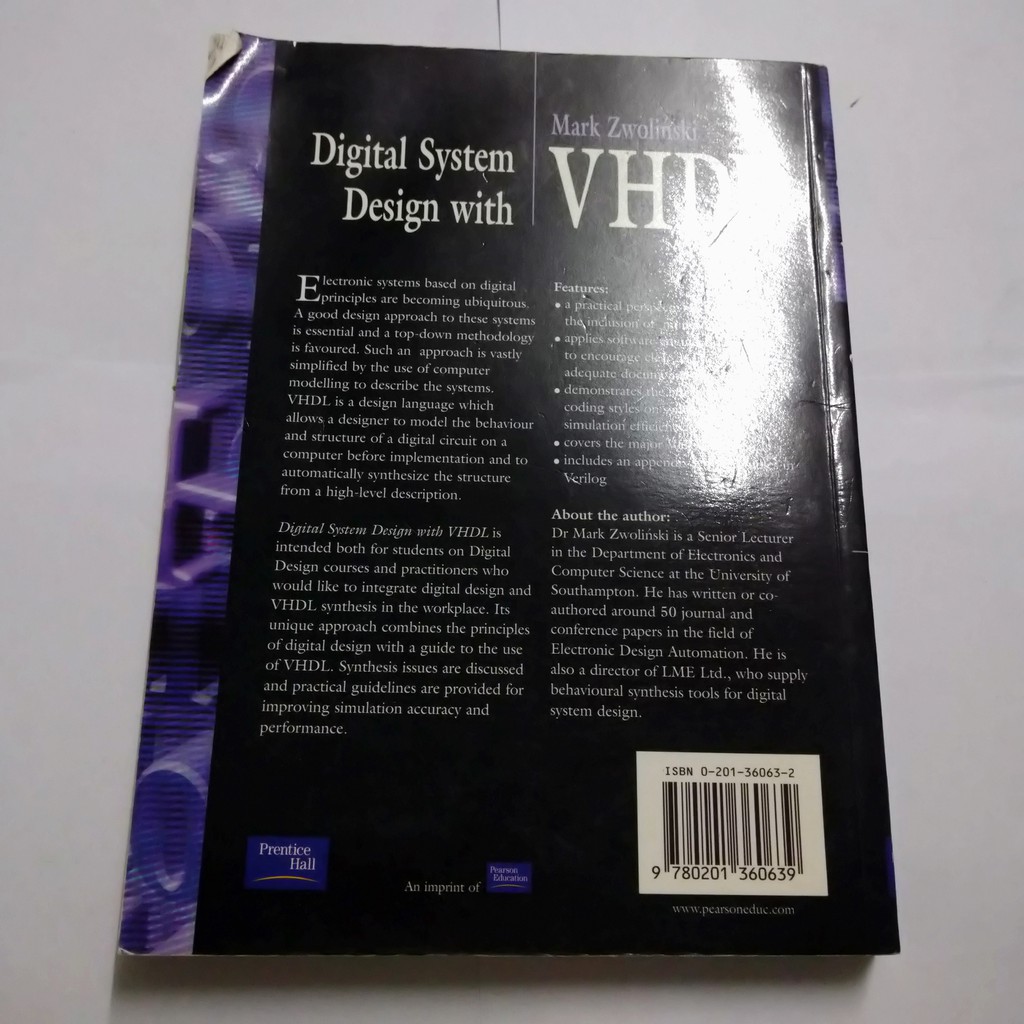 Digital System
Design with
Mark Zwoliński
VHD
Electronic systems based on digital
principles are becoming ubiquitous.
A good design approach to these systems
is essential and a top-down methodology
is favoured. Such an approach is vastly
simplified by the use of computer
modelling to describe the systems.
VHDL is a design language which
allows a designer to model the behaviour
and structure of a digital circuit on a
computer before implementation and to
automatically synthesize the structure
from a high-level description.
Digital System Design with VHDL is
intended both for students on Digital
Design courses and practitioners who
would like to integrate digital design and
VHDL synthesis in the workplace. Its
unique approach combines the principles
of digital design with a guide to the use
of VHDL. Synthesis issues are discussed
and practical guidelines are provided for
improving simulation accuracy and
performance.
Features:
• a practical
the inclusion of
• applies software
to encourage
adequate
• demonstrates the
coding styles on
simulation
• covers the major
• includes an in
Verilog
About the author:
Dr Mark Zwoliński is a Senior Lecturer
in the Department of Electronics and
Computer Science at the University of
Southampton. He has written or co-
authored around 50 journal and
conference papers in the field of
Electronic Design Automation. He is
also a director of LME Ltd., who supply
behavioural synthesis tools for digital
system design.
ISBN 0-201-36063-2
9 780201 360639
www.pearsoneduc.com
Prentice
Hall
An imprint of
Pearson
Education